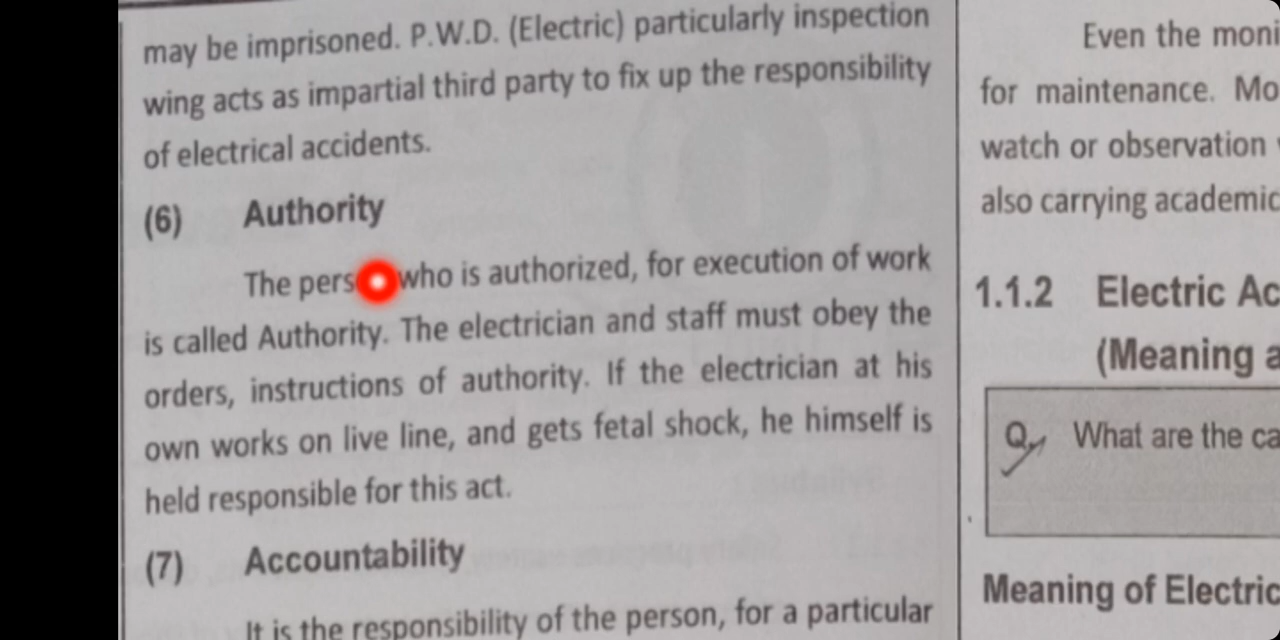 may be imprisoned. P.W.D. (Electric) particularly inspection
wing acts as impartial third party to fix up the responsibility
of electrical accidents.
(6) Authority
The pers who is authorized, for execution of work
is called Authority. The electrician and staff must obey the
orders, instructions of authority. If the electrician at his
own works on live line, and gets fetal shock, he himself is
held responsible for this act.
(7) Accountability
It is the responsibility of the person, for a particular
Even the moni
for maintenance. Mo
watch or observation
also carrying academic
1.1.2 Electric Ac
(Meaning a
Q. What are the ca
Meaning of Electric